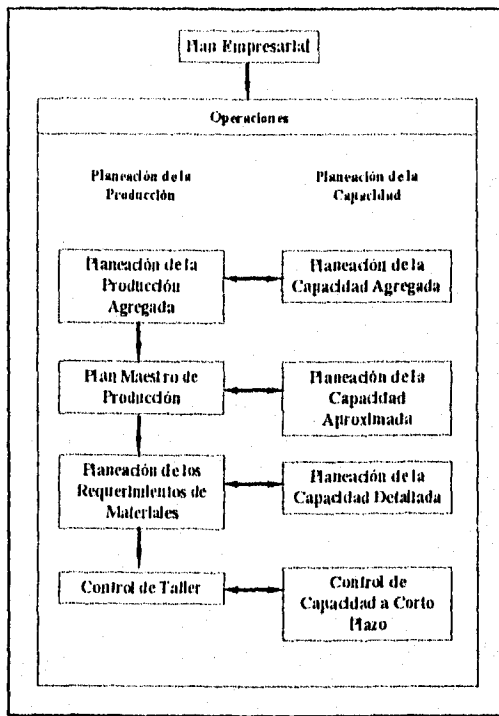 Plan Empresarial
Operaciones
Planeación de la
Producción
Planeación de la
Capacidad
Planeación de la
Producción
Agregada
Planeación de la
Capacidad Agregada
Plan Maestro de
Producción
Planeación de la
Capacidad
Aproximada
Planeación de los
Requerimientos de
Materiales
Planeación de la
Capacidad Detallada
Control de Taller
Control de
Capacidad a Corto
Plazo